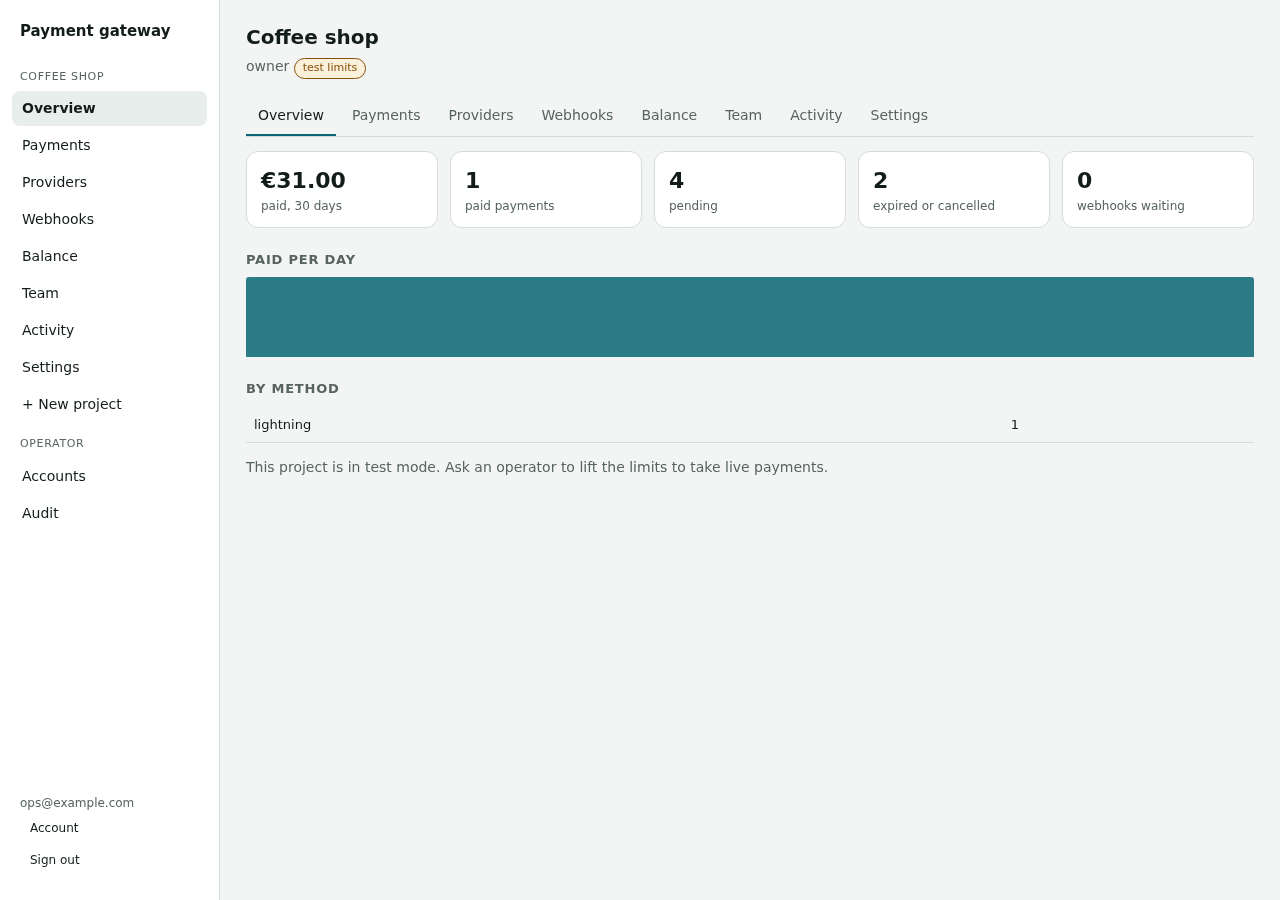 Payment gateway
COFFEE SHOP
Overview
Payments
Providers
Webhooks
Balance
Team
Activity
Settings
+ New project
OPERATOR
Accounts
Audit
ops@example.com
Account
Sign out
Coffee shop
owner test limits
Overview Payments Providers Webhooks Balance Team Activity Settings
€31.00 1 4 2 0
paid, 30 days paid payments pending expired or cancelled webhooks waiting
PAID PER DAY
BY METHOD
lightning 1
This project is in test mode. Ask an operator to lift the limits to take live payments.